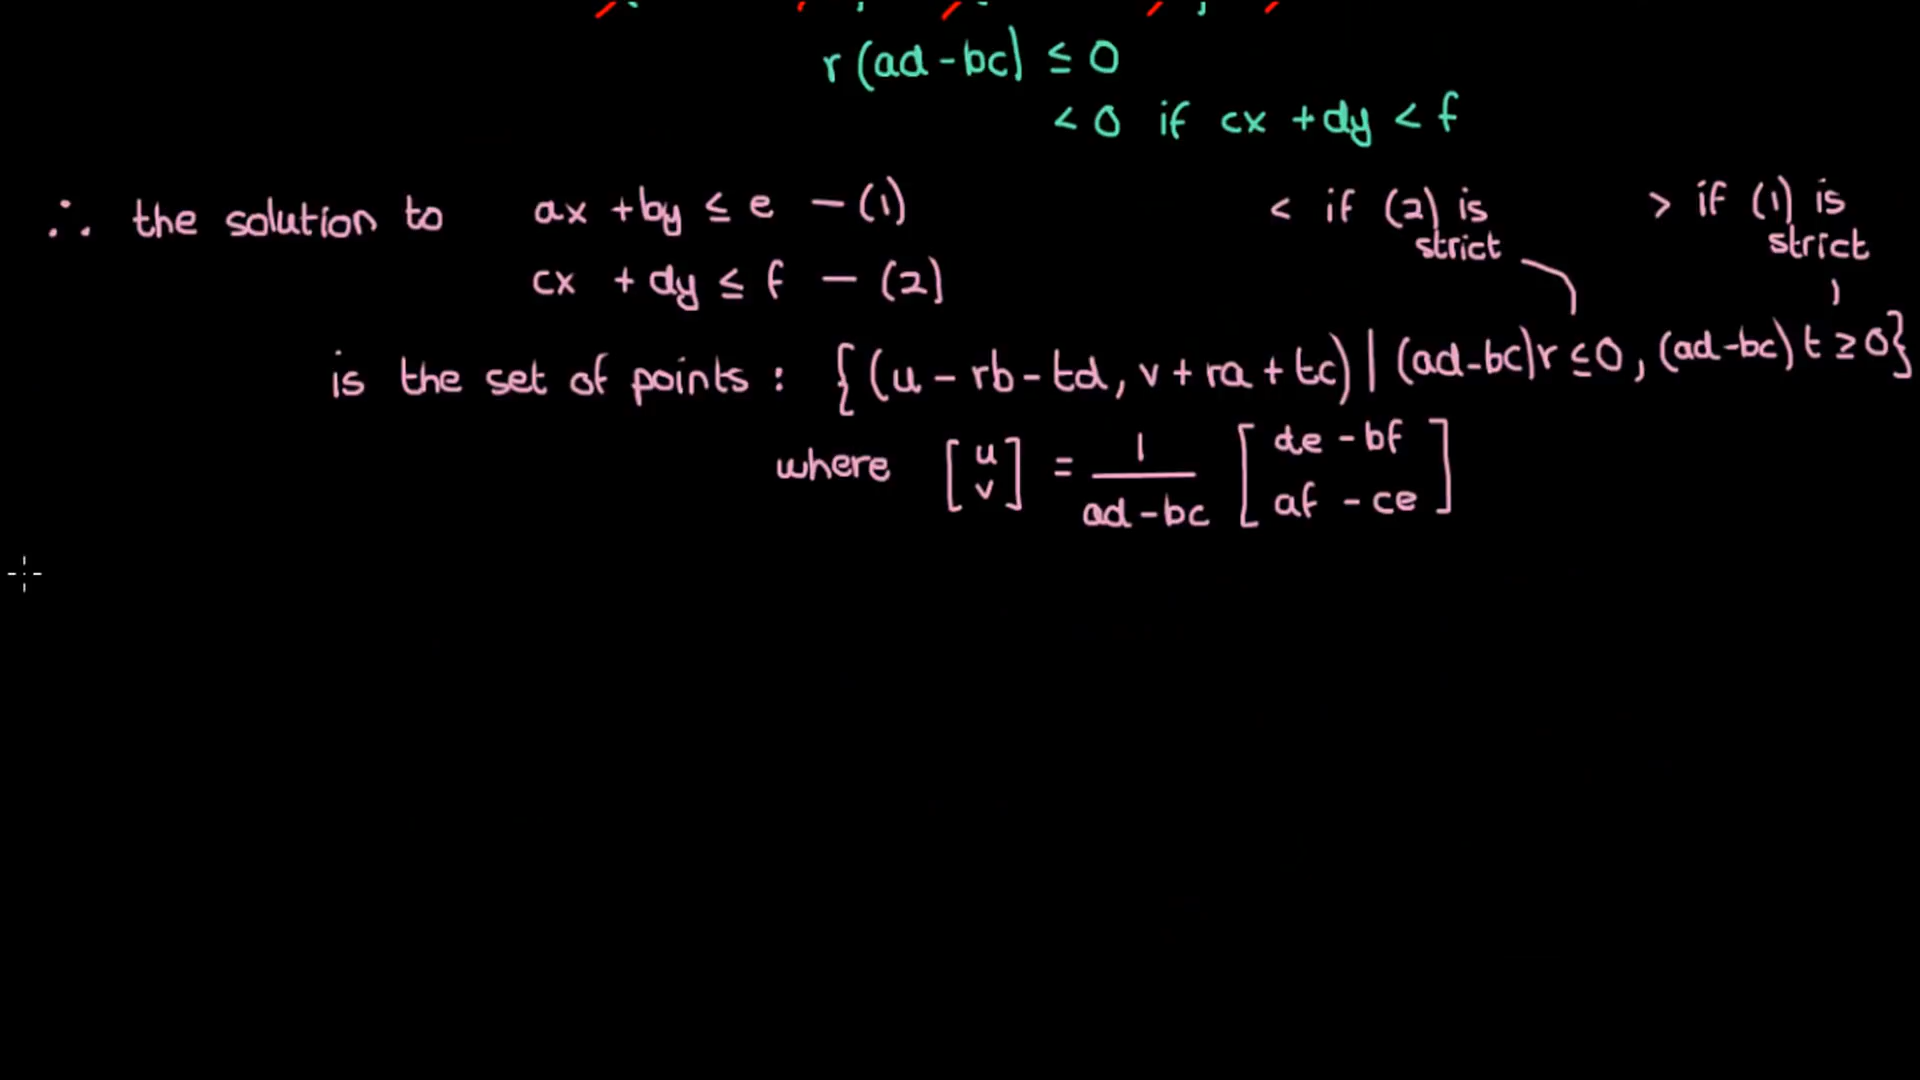 r(ad-bc) ≤ 0
< 0 if cx + dy < f
∴ the solution to ax + by ≤ e — (1)
cx + dy ≤ f — (2)
< if (2) is strict
> if (1) is strict
is the set of points : {(u - rb - td, v + ra + tc) | (ad-bc)r ≤ 0, (ad-bc)t ≥ 0}
where [u v] = 1/(ad-bc) [de - bf af - ce]